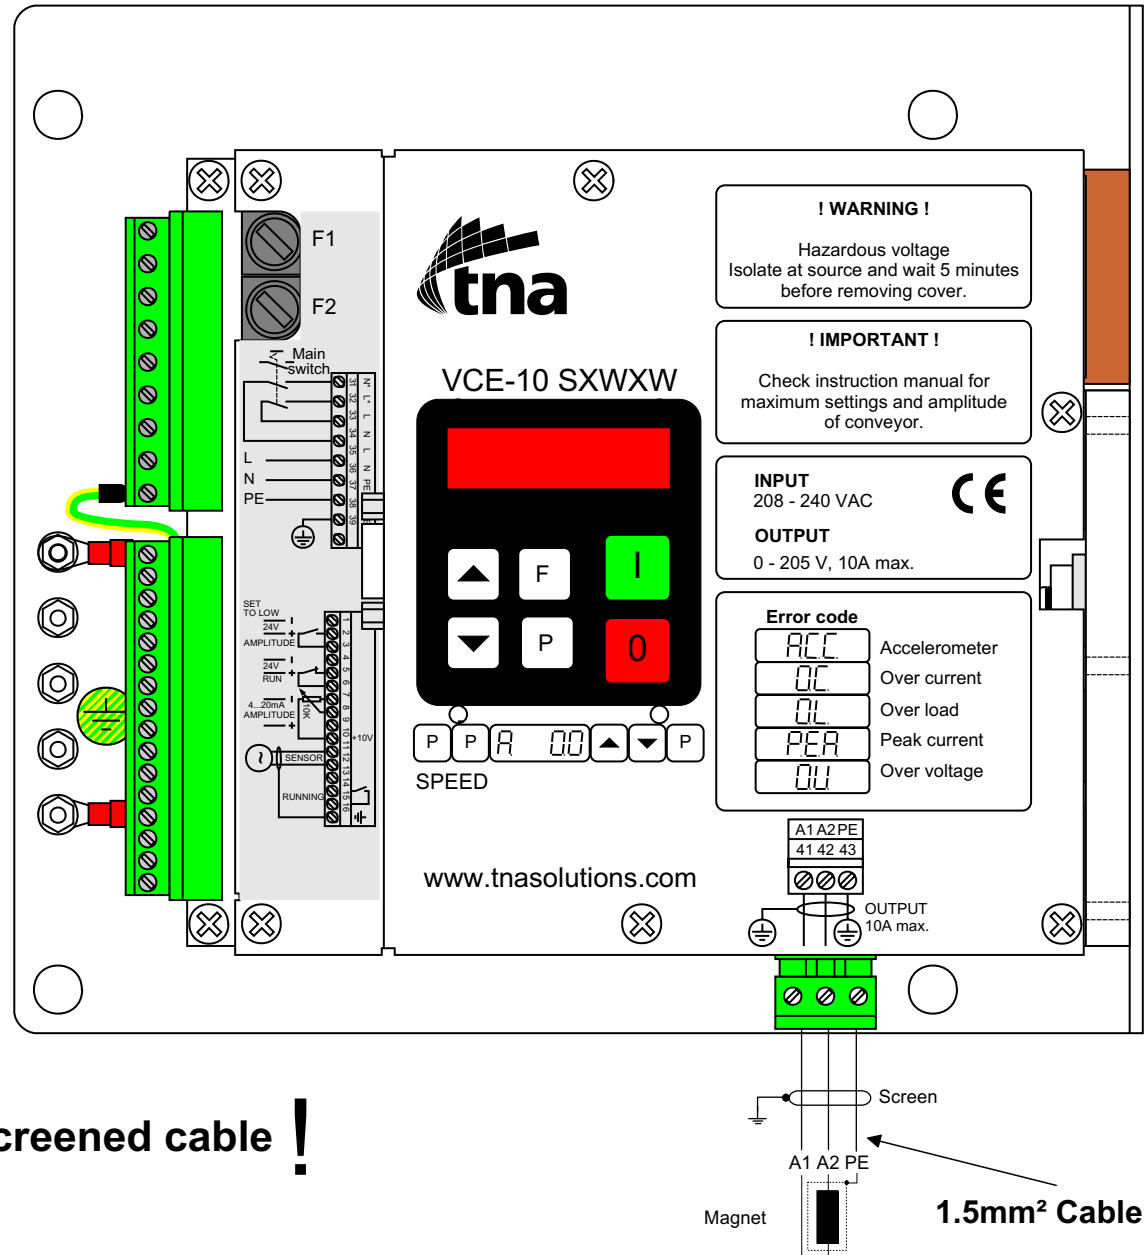 F1
F2
Main
switch
N* L* L N L N PE
31 32 33 34 35 36 37 38 39
L
N
PE
SET
TO LOW
24V
AMPLITUDE
24V
RUN
4...20mA
AMPLITUDE
10K
+10V
SENSOR
RUNNING
1 2 3 4 5 6 7 8 9 10 11 12 13 14 15 16
tna
VCE-10 SXWXW
F
I
P
0
P P A 0.0 P
SPEED
www.tnasolutions.com
! WARNING !
Hazardous voltage
Isolate at source and wait 5 minutes
before removing cover.
! IMPORTANT !
Check instruction manual for
maximum settings and amplitude
of conveyor.
INPUT
208 - 240 VAC
CE
OUTPUT
0 - 205 V, 10A max.
Error code
A.C.C. Accelerometer
O.C. Over current
O.L. Over load
P.E.A Peak current
O.U. Over voltage
A1 A2 PE
41 42 43
OUTPUT
10A max.
Screen
creened cable !
A1 A2 PE
Magnet
1.5mm² Cable